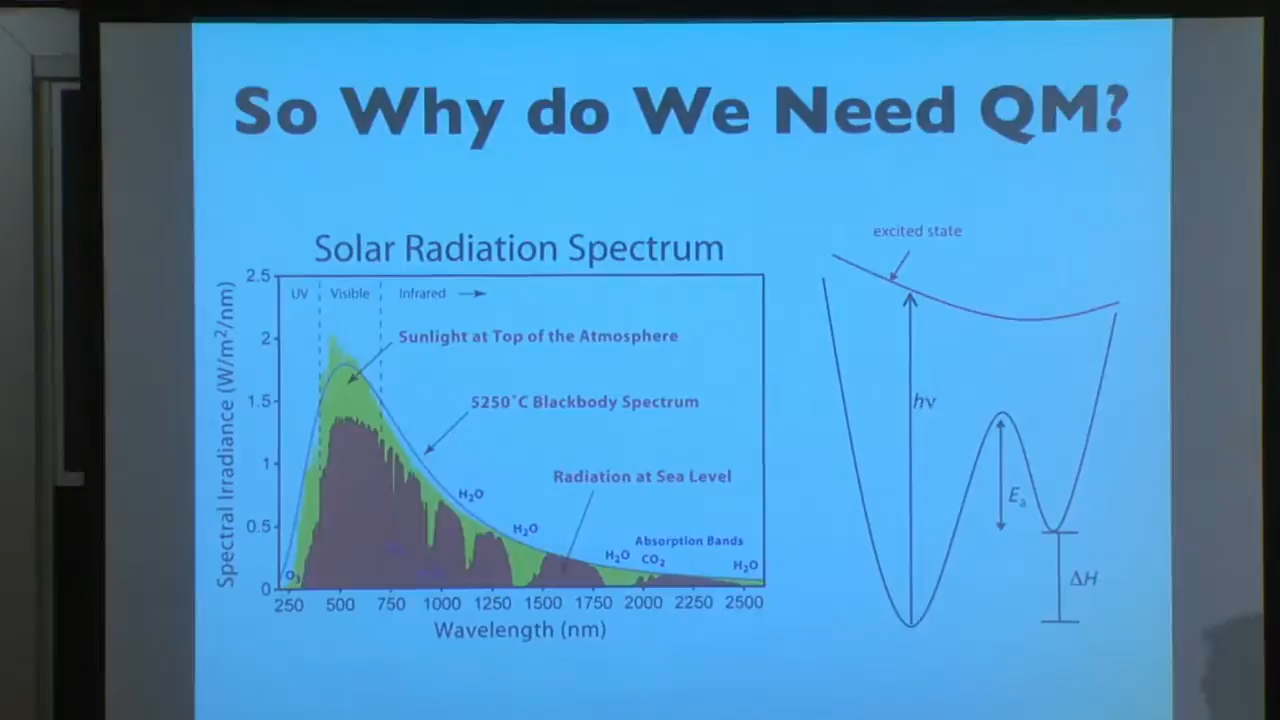 So Why do We Need QM?
Solar Radiation Spectrum
UV
Visible
Infrared
Sunlight at Top of the Atmosphere
5250°C Blackbody Spectrum
Radiation at Sea Level
H₂O
H₂O
Absorption Bands
H₂O
CO₂
H₂O
O₃
Spectral Irradiance (W/m²/nm)
2.5
2
1.5
1
0.5
0
250 500 750 1000 1250 1500 1750 2000 2250 2500
Wavelength (nm)
excited state
hν
Eₐ
ΔH